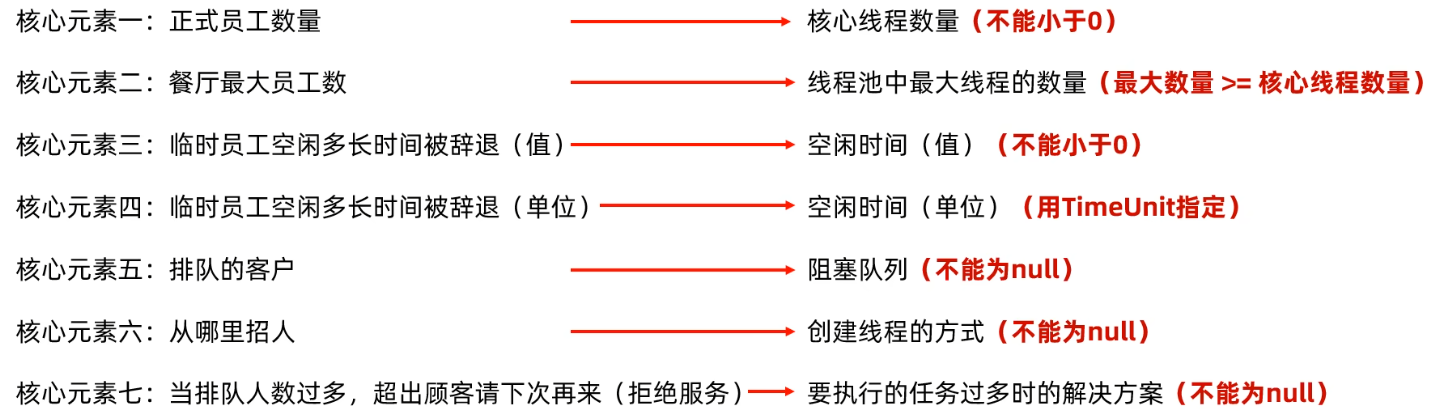 核心元素一：正式员工数量 核心线程数量（不能小于0）
核心元素二：餐厅最大员工数 线程池中最大线程的数量（最大数量 >= 核心线程数量）
核心元素三：临时员工空闲多长时间被辞退（值） 空闲时间（值）（不能小于0）
核心元素四：临时员工空闲多长时间被辞退（单位） 空闲时间（单位）（用TimeUnit指定）
核心元素五：排队的客户 阻塞队列（不能为null）
核心元素六：从哪里招人 创建线程的方式（不能为null）
核心元素七：当排队人数过多，超出顾客请下次再来（拒绝服务） 要执行的任务过多时的解决方案（不能为null）